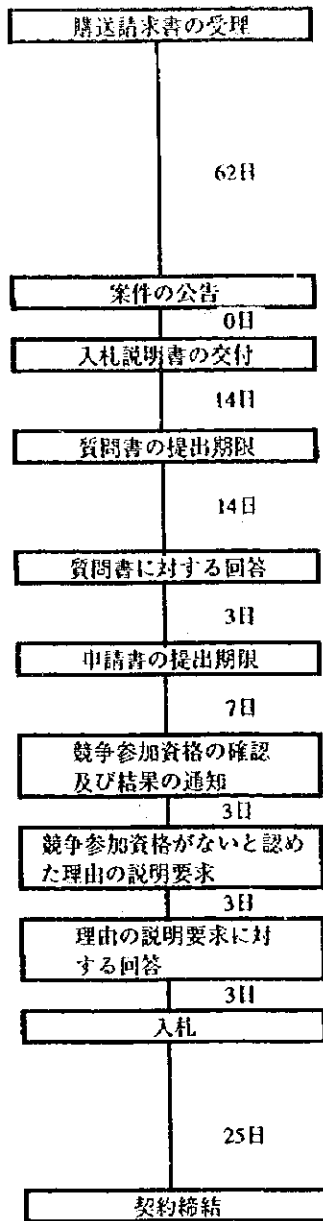 購送請求書の受理
62日
案件の公告
0日
入札説明書の交付
14日
質問書の提出期限
14日
質問書に対する回答
3日
申請書の提出期限
7日
競争参加資格の確認
及び結果の通知
3日
競争参加資格がないと認め
た理由の説明要求
3日
理由の説明要求に対
する回答
3日
入札
25日
契約締結